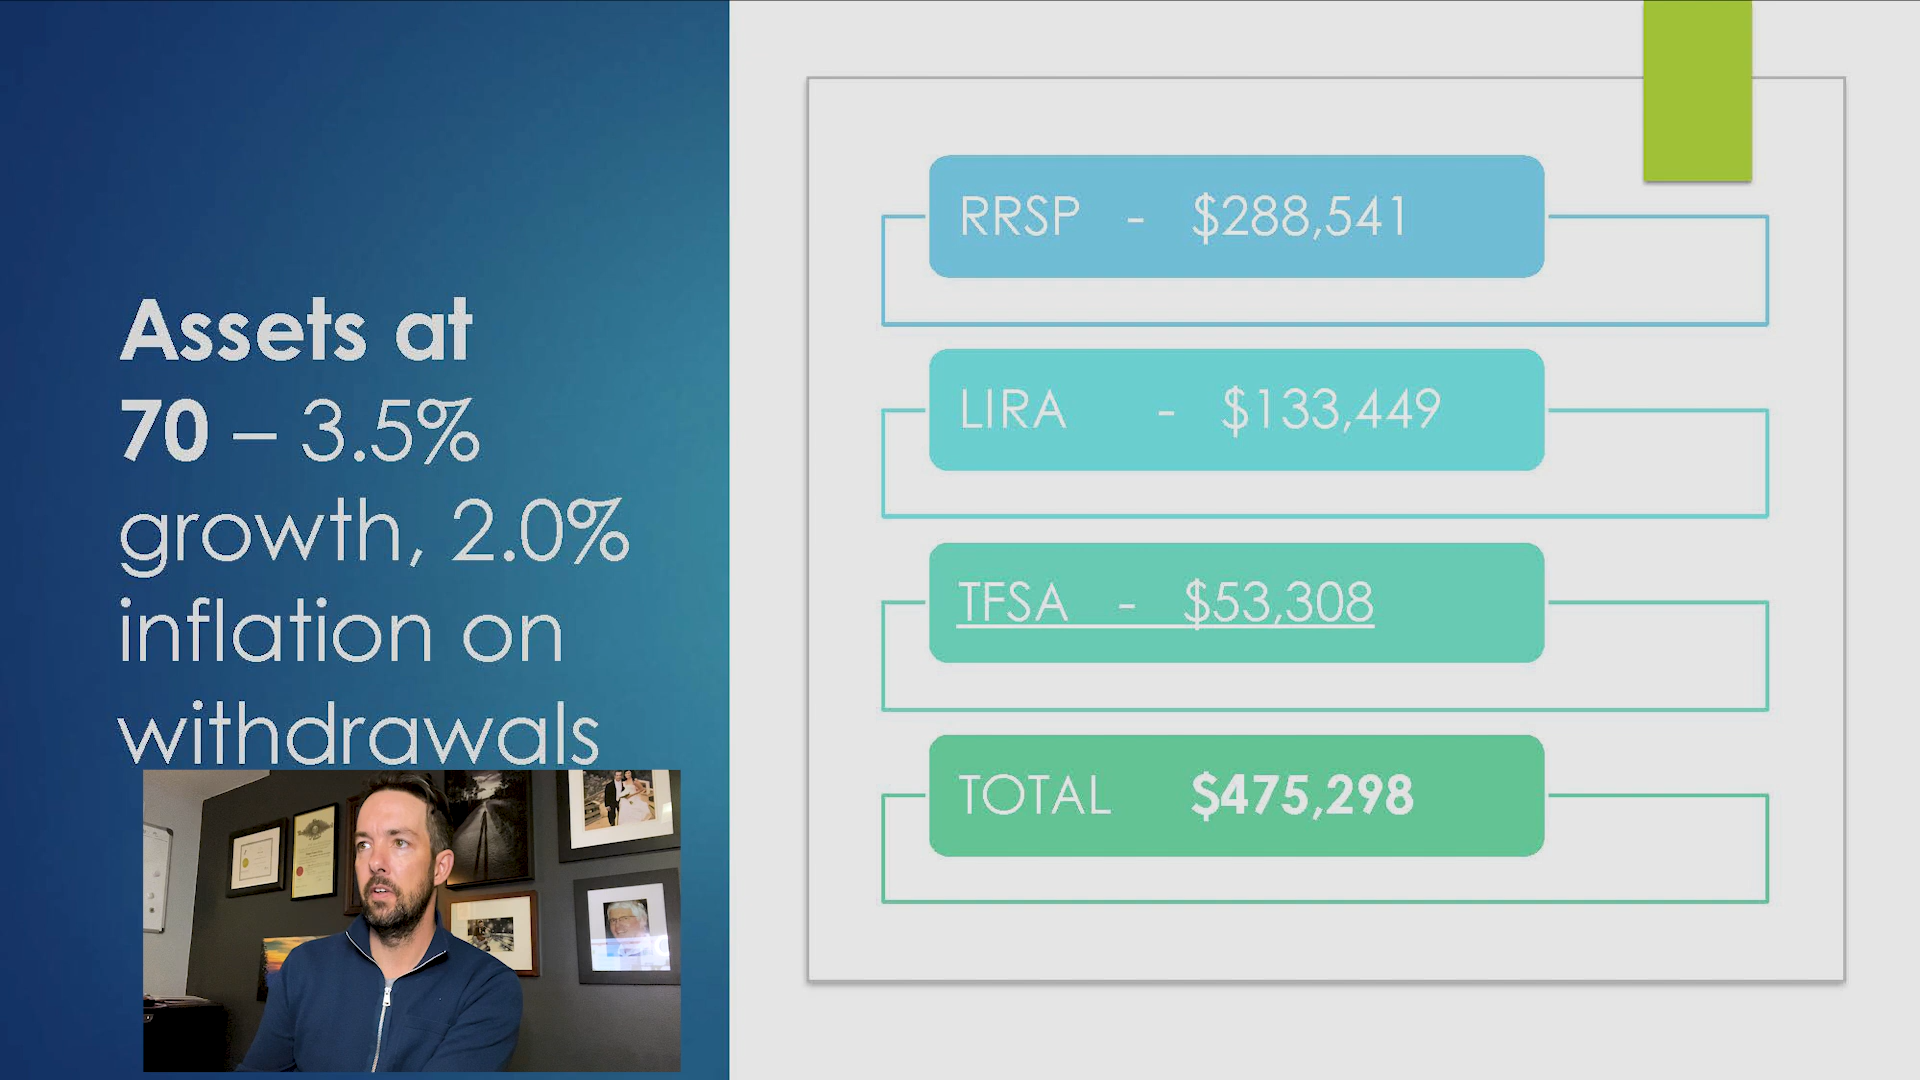 Assets at
70 – 3.5%
growth, 2.0%
inflation on
withdrawals
RRSP - $288,541
LIRA - $133,449
TFSA - $53,308
TOTAL $475,298